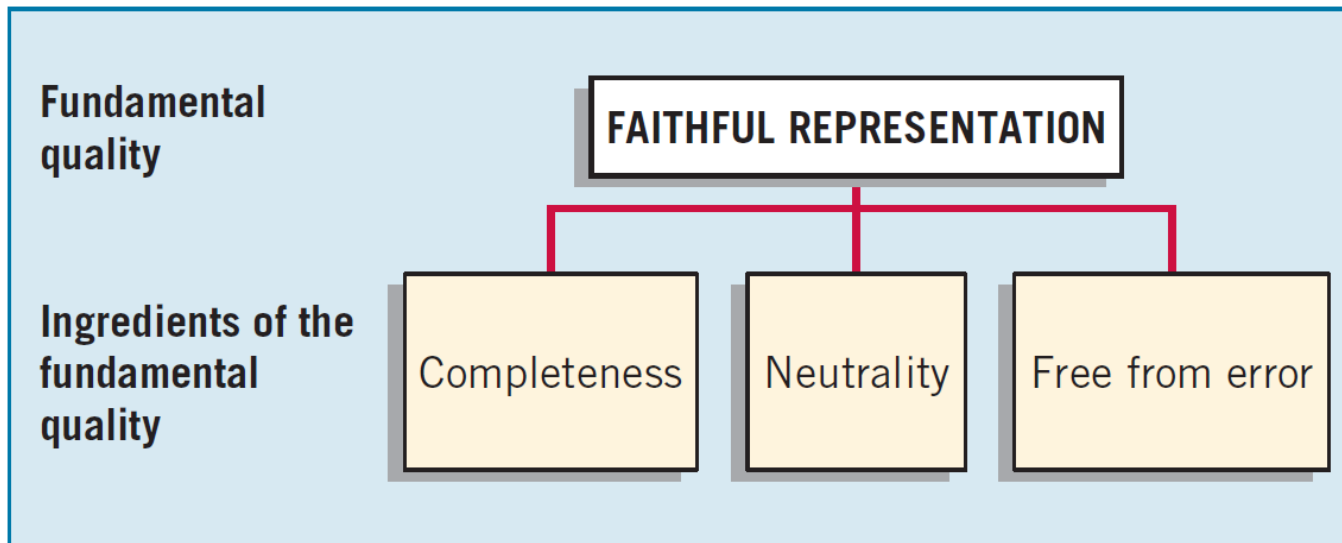 Fundamental
quality
FAITHFUL REPRESENTATION
Ingredients of the
fundamental
quality
Completeness
Neutrality
Free from error